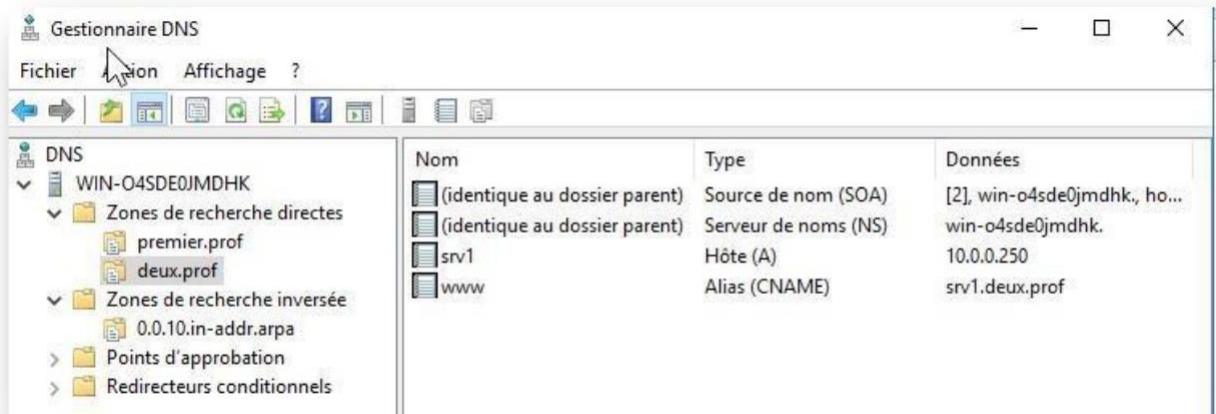 Gestionnaire DNS
Fichier Affichage ?
DNS
WIN-O4SDE0JMDHK
Zones de recherche directes
premier.prof
deux.prof
Zones de recherche inversée
0.0.10.in-addr.arpa
Points d'approbation
Redirecteurs conditionnels
Nom Type Données
(identique au dossier parent) Source de nom (SOA) [2], win-o4sde0jmdhk., ho...
(identique au dossier parent) Serveur de noms (NS) win-o4sde0jmdhk.
srv1 Hôte (A) 10.0.0.250
www Alias (CNAME) srv1.deux.prof